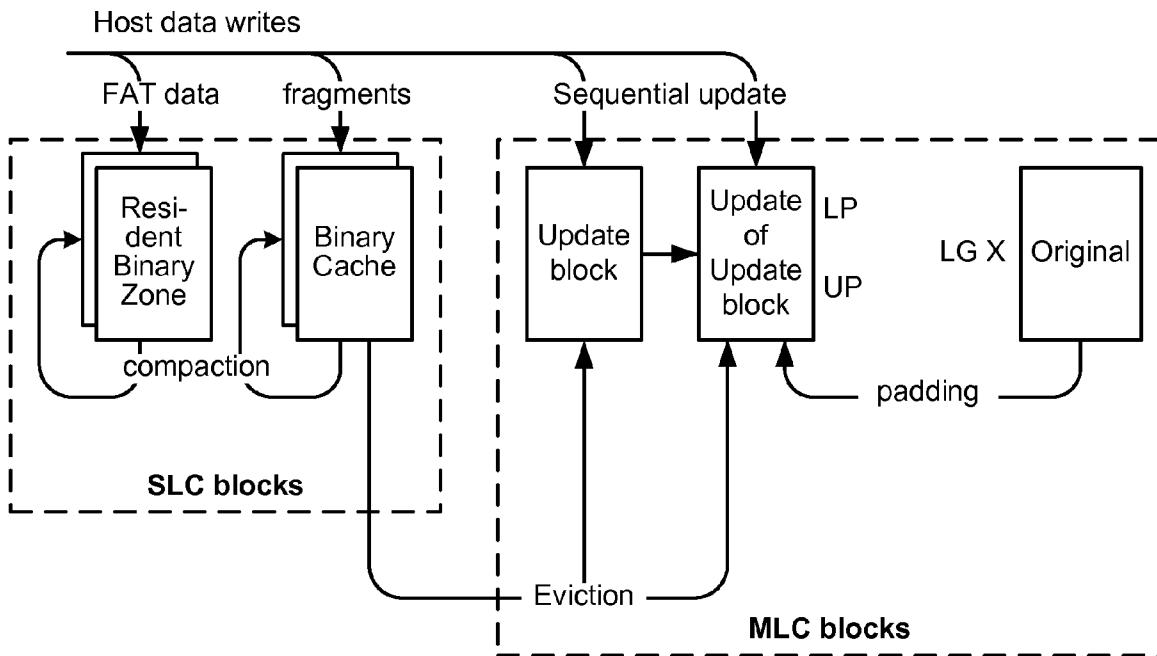 Host data writes
FAT data
fragments
Sequential update
Resi-
dent
Binary
Zone
Binary
Cache
Update
block
Update
of
Update
block
LP
UP
LG X
Original
compaction
padding
SLC blocks
Eviction
MLC blocks